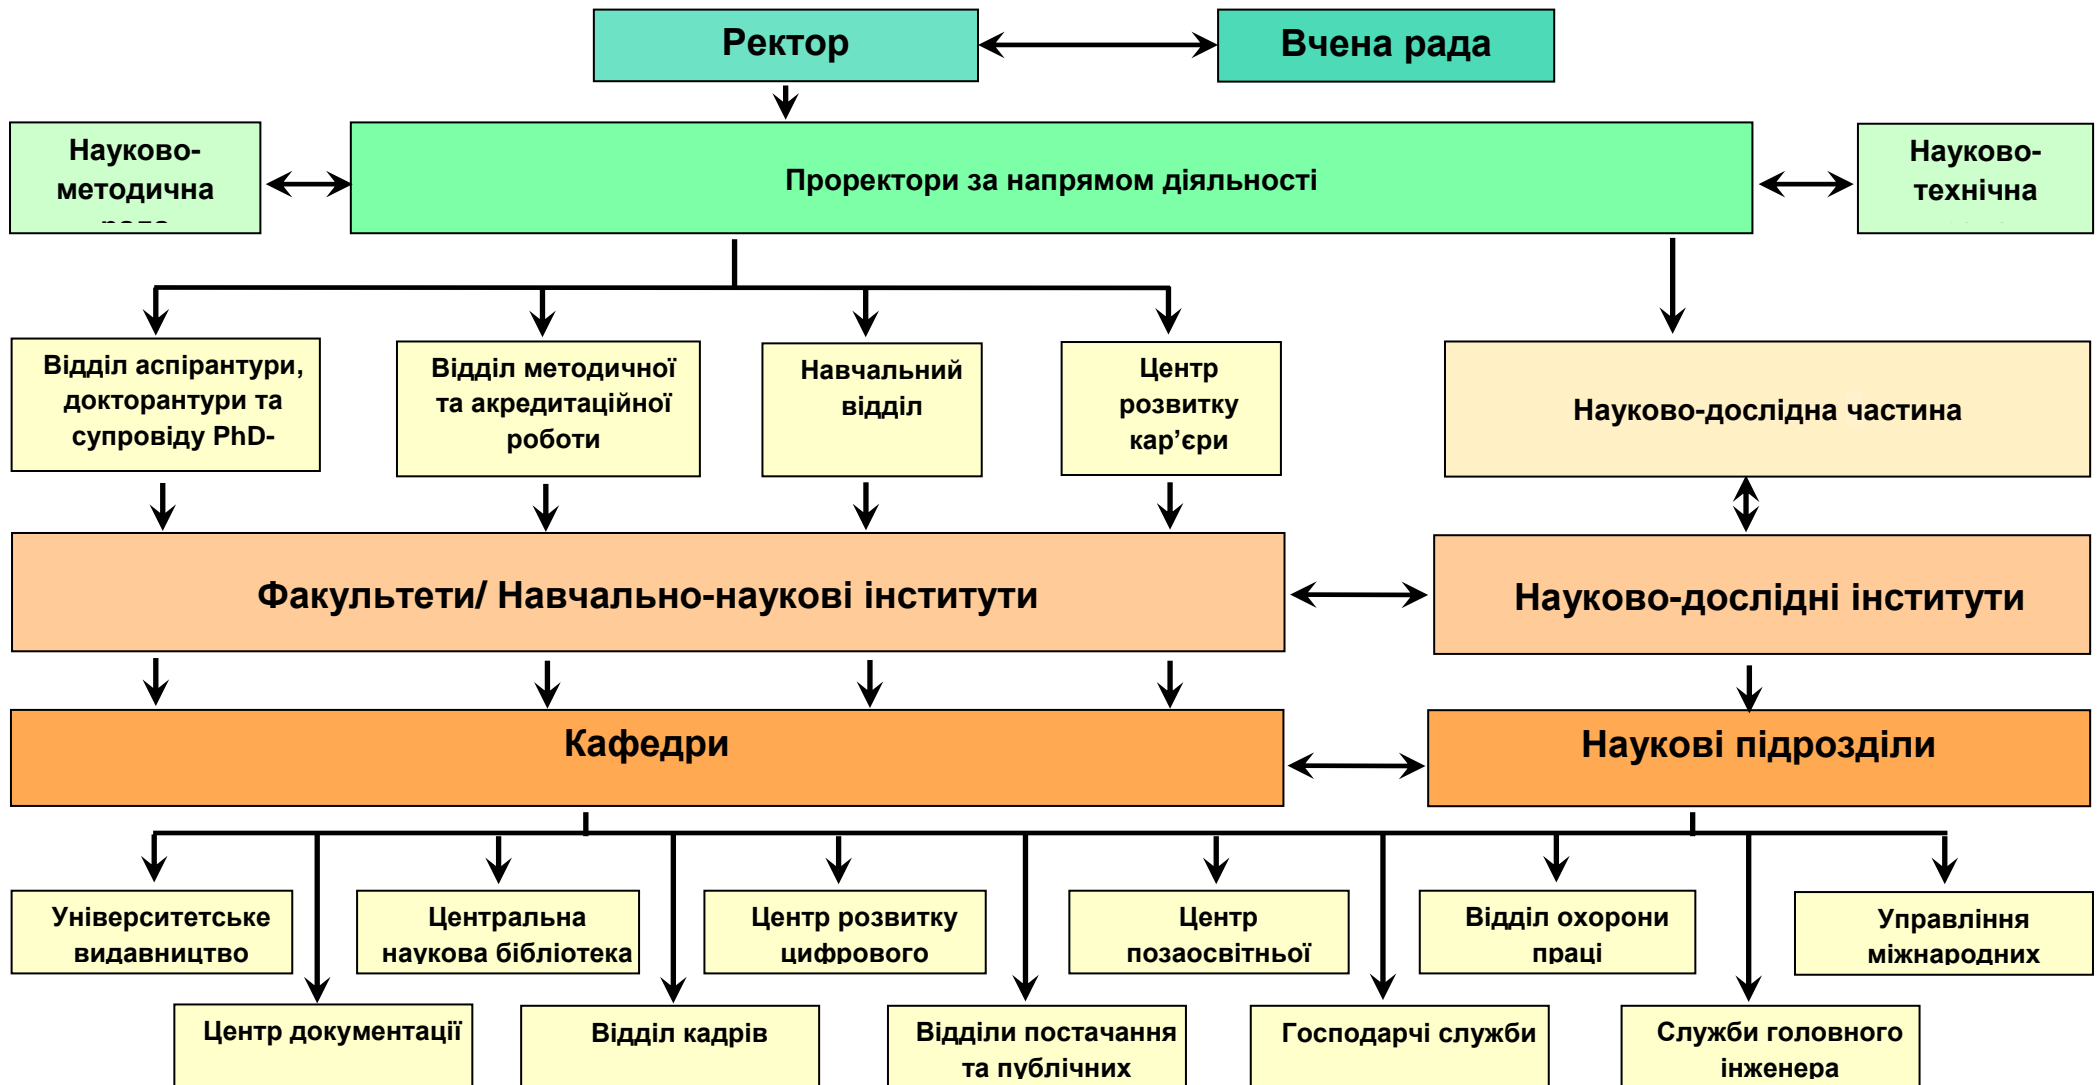 Ректор
Вчена рада
Науково-
методична
Проректори за напрямом діяльності
Науково-
технічна
Відділ аспірантури,
докторантури та
супровіду PhD-
Відділ методичної
та акредитаційної
роботи
Навчальний
відділ
Центр
розвитку
кар’єри
Науково-дослідна частина
Факультети/ Навчально-наукові інститути
Науково-дослідні інститути
Кафедри
Наукові підрозділи
Університетське
видавництво
Центральна
наукова бібліотека
Центр розвитку
цифрового
Центр
позаосвітньої
Відділ охорони
праці
Управління
міжнародних
Центр документації
Відділ кадрів
Відділи постачання
та публічних
Господарчі служби
Служби головного
інженера